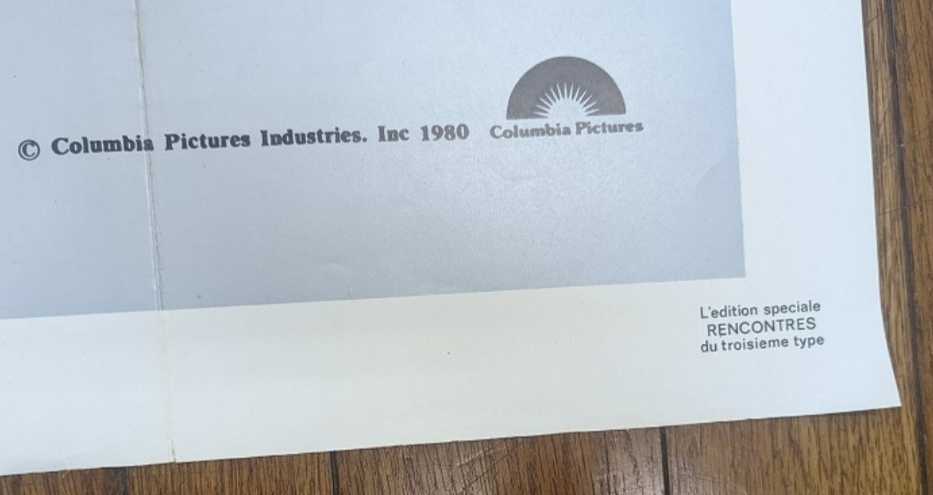 © Columbia Pictures Industries. Inc 1980
Columbia Pictures
L'edition speciale
RENCONTRES
du troisieme type